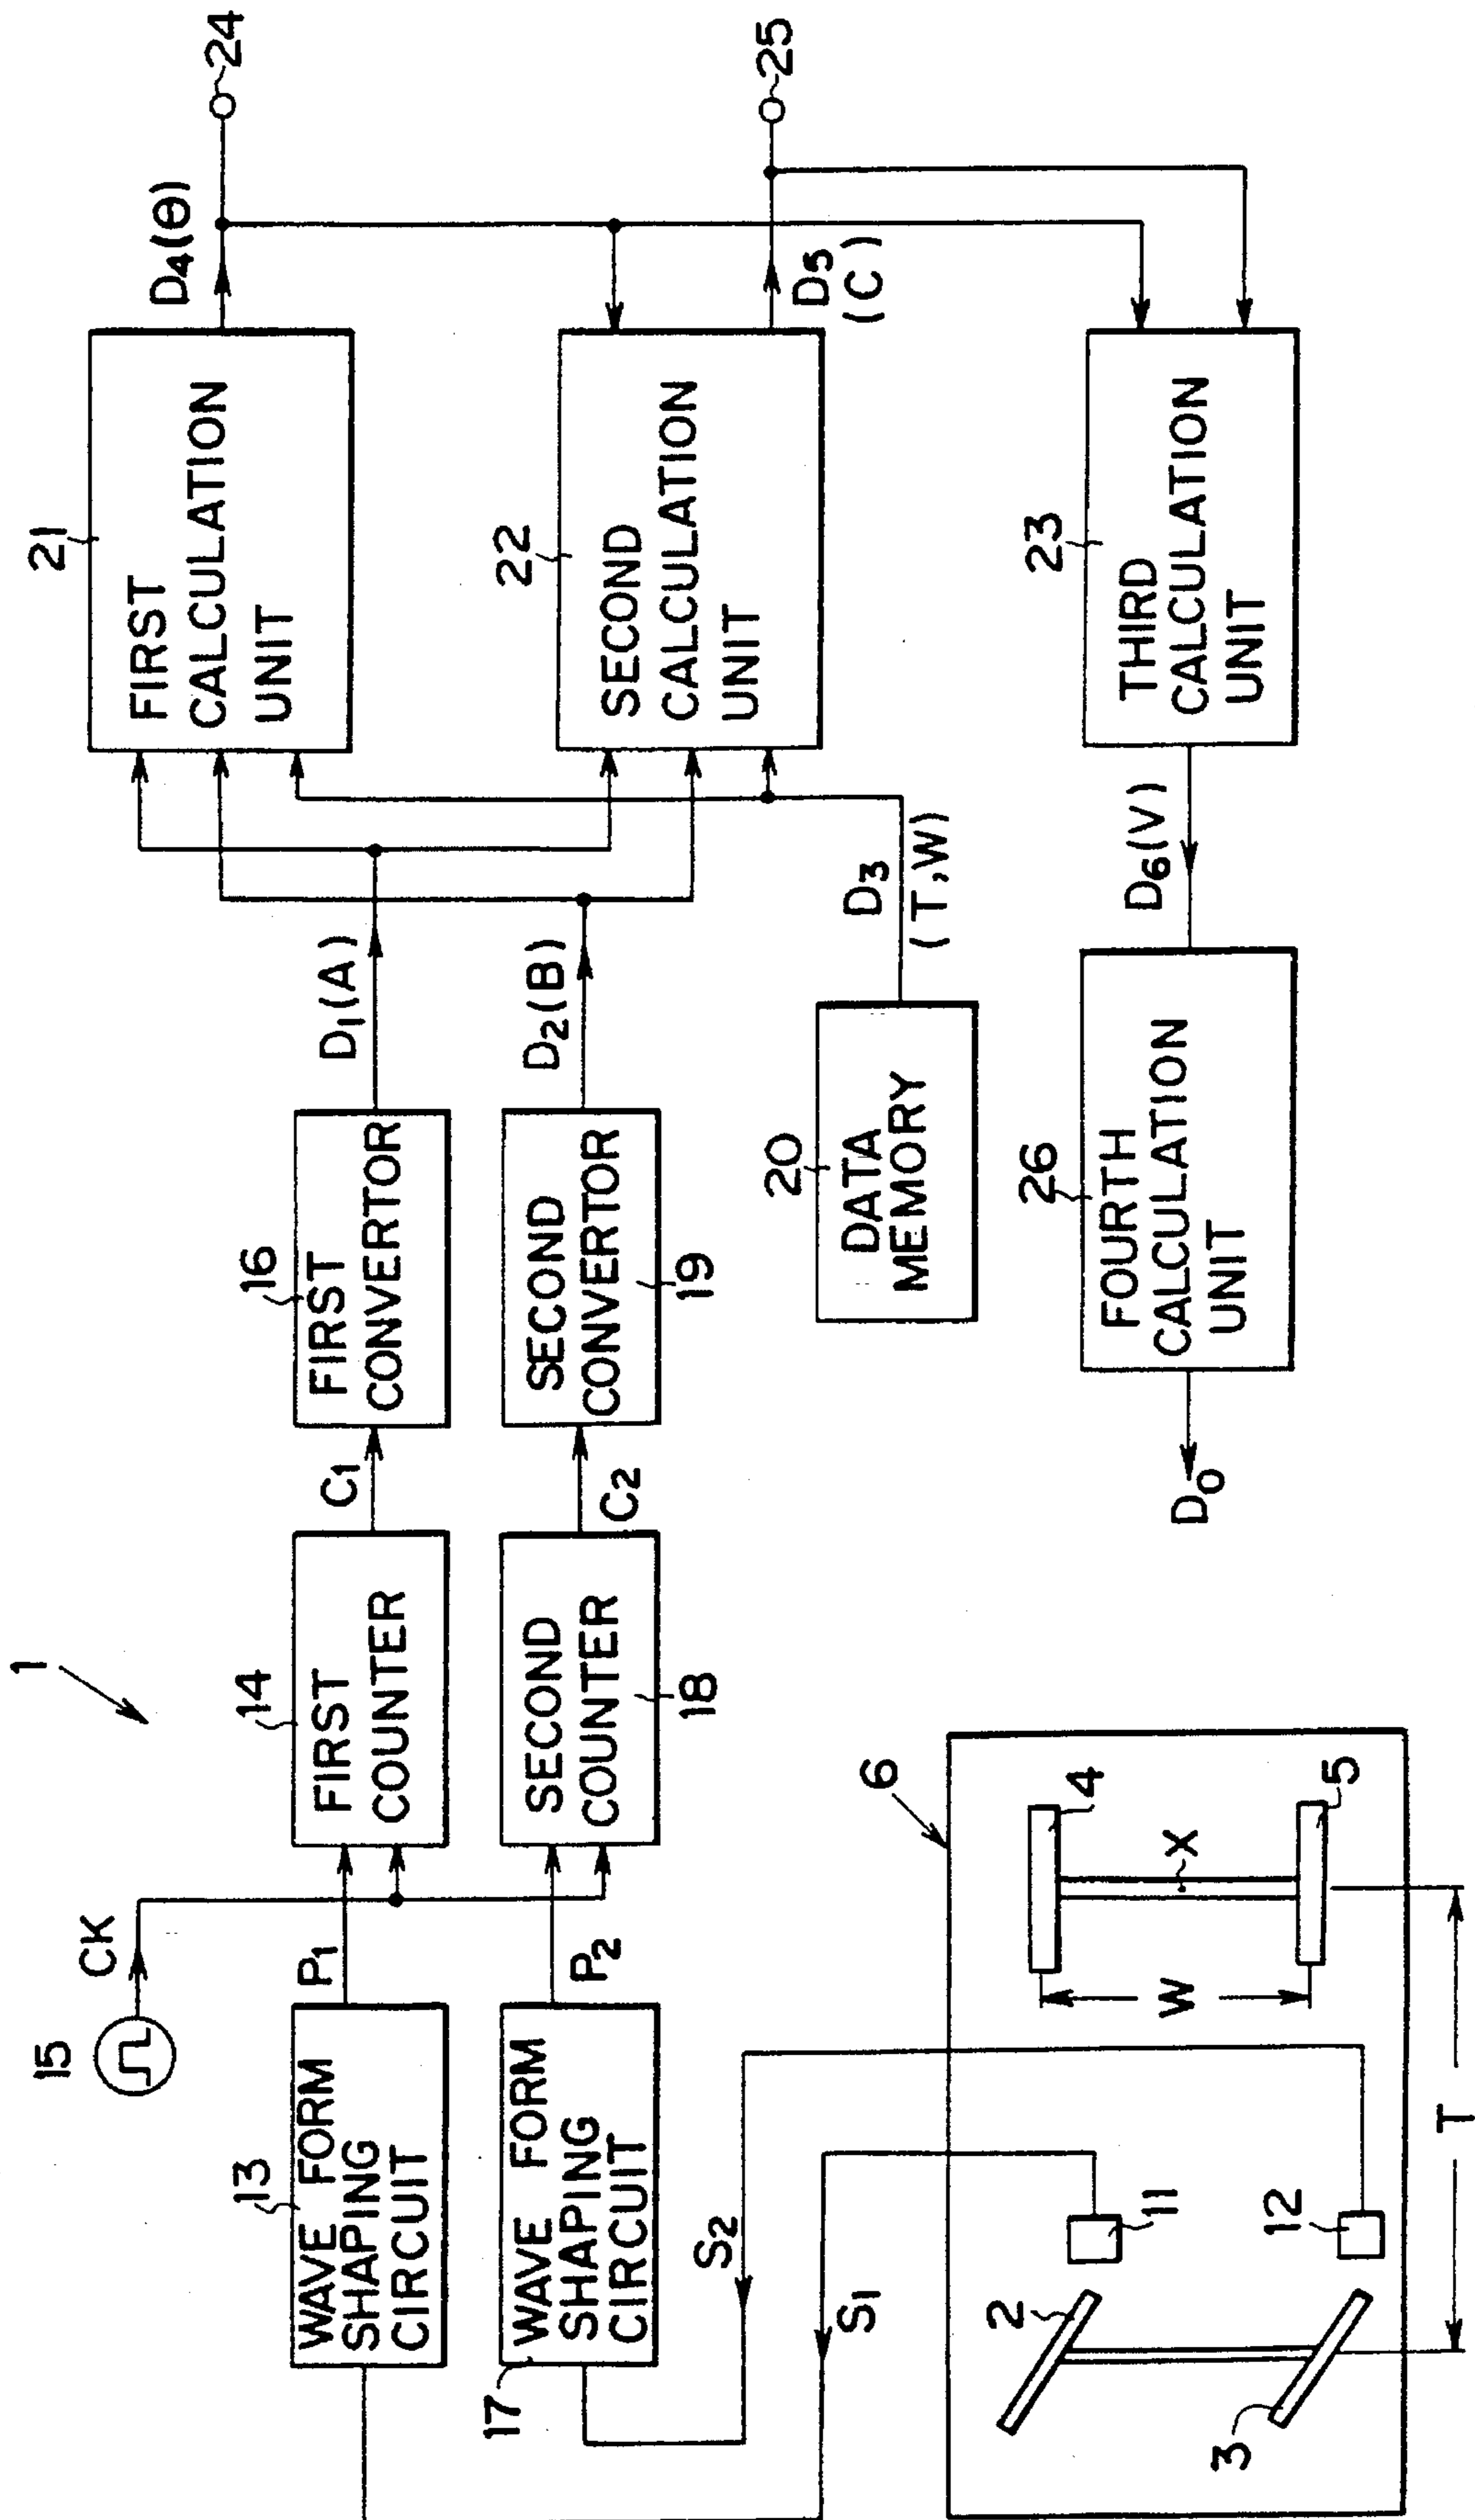 1
15
CK
13
WAVE FORM
SHAPING
CIRCUIT
P1
14
FIRST
COUNTER
C1
16
FIRST
CONVERTOR
D1(A)
21
FIRST
CALCULATION
UNIT
D4(θ)
24
17
WAVE FORM
SHAPING
CIRCUIT
P2
18
SECOND
COUNTER
C2
19
SECOND
CONVERTOR
D2(B)
22
SECOND
CALCULATION
UNIT
D5
(C)
25
S2
S1
20
DATA
MEMORY
D3
(T,W)
6
2
3
11
12
4
5
X
W
T
D0
26
FOURTH
CALCULATION
UNIT
D6(V)
23
THIRD
CALCULATION
UNIT